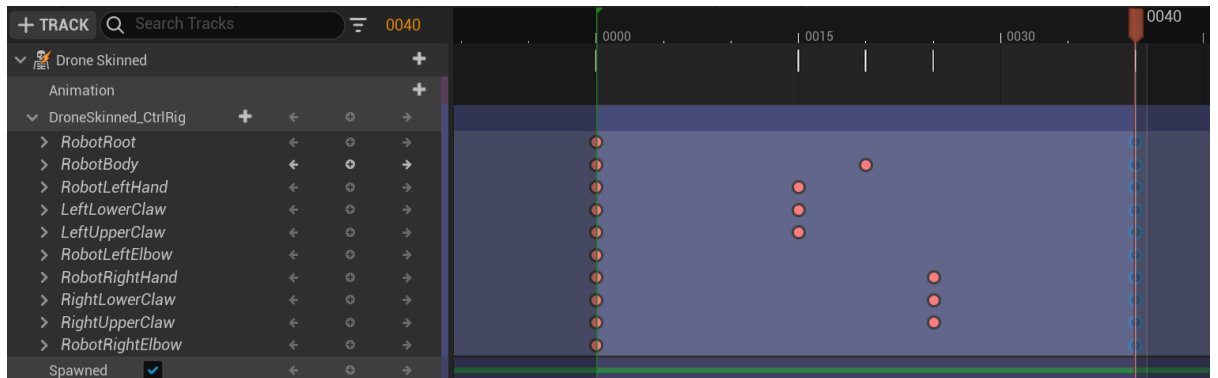 + TRACK Search Tracks 0040 0000 0015 0030 0040
Drone Skinned
Animation
DroneSkinned_CtrlRig
RobotRoot
RobotBody
RobotLeftHand
LeftLowerClaw
LeftUpperClaw
RobotLeftElbow
RobotRightHand
RightLowerClaw
RightUpperClaw
RobotRightElbow
Spawned